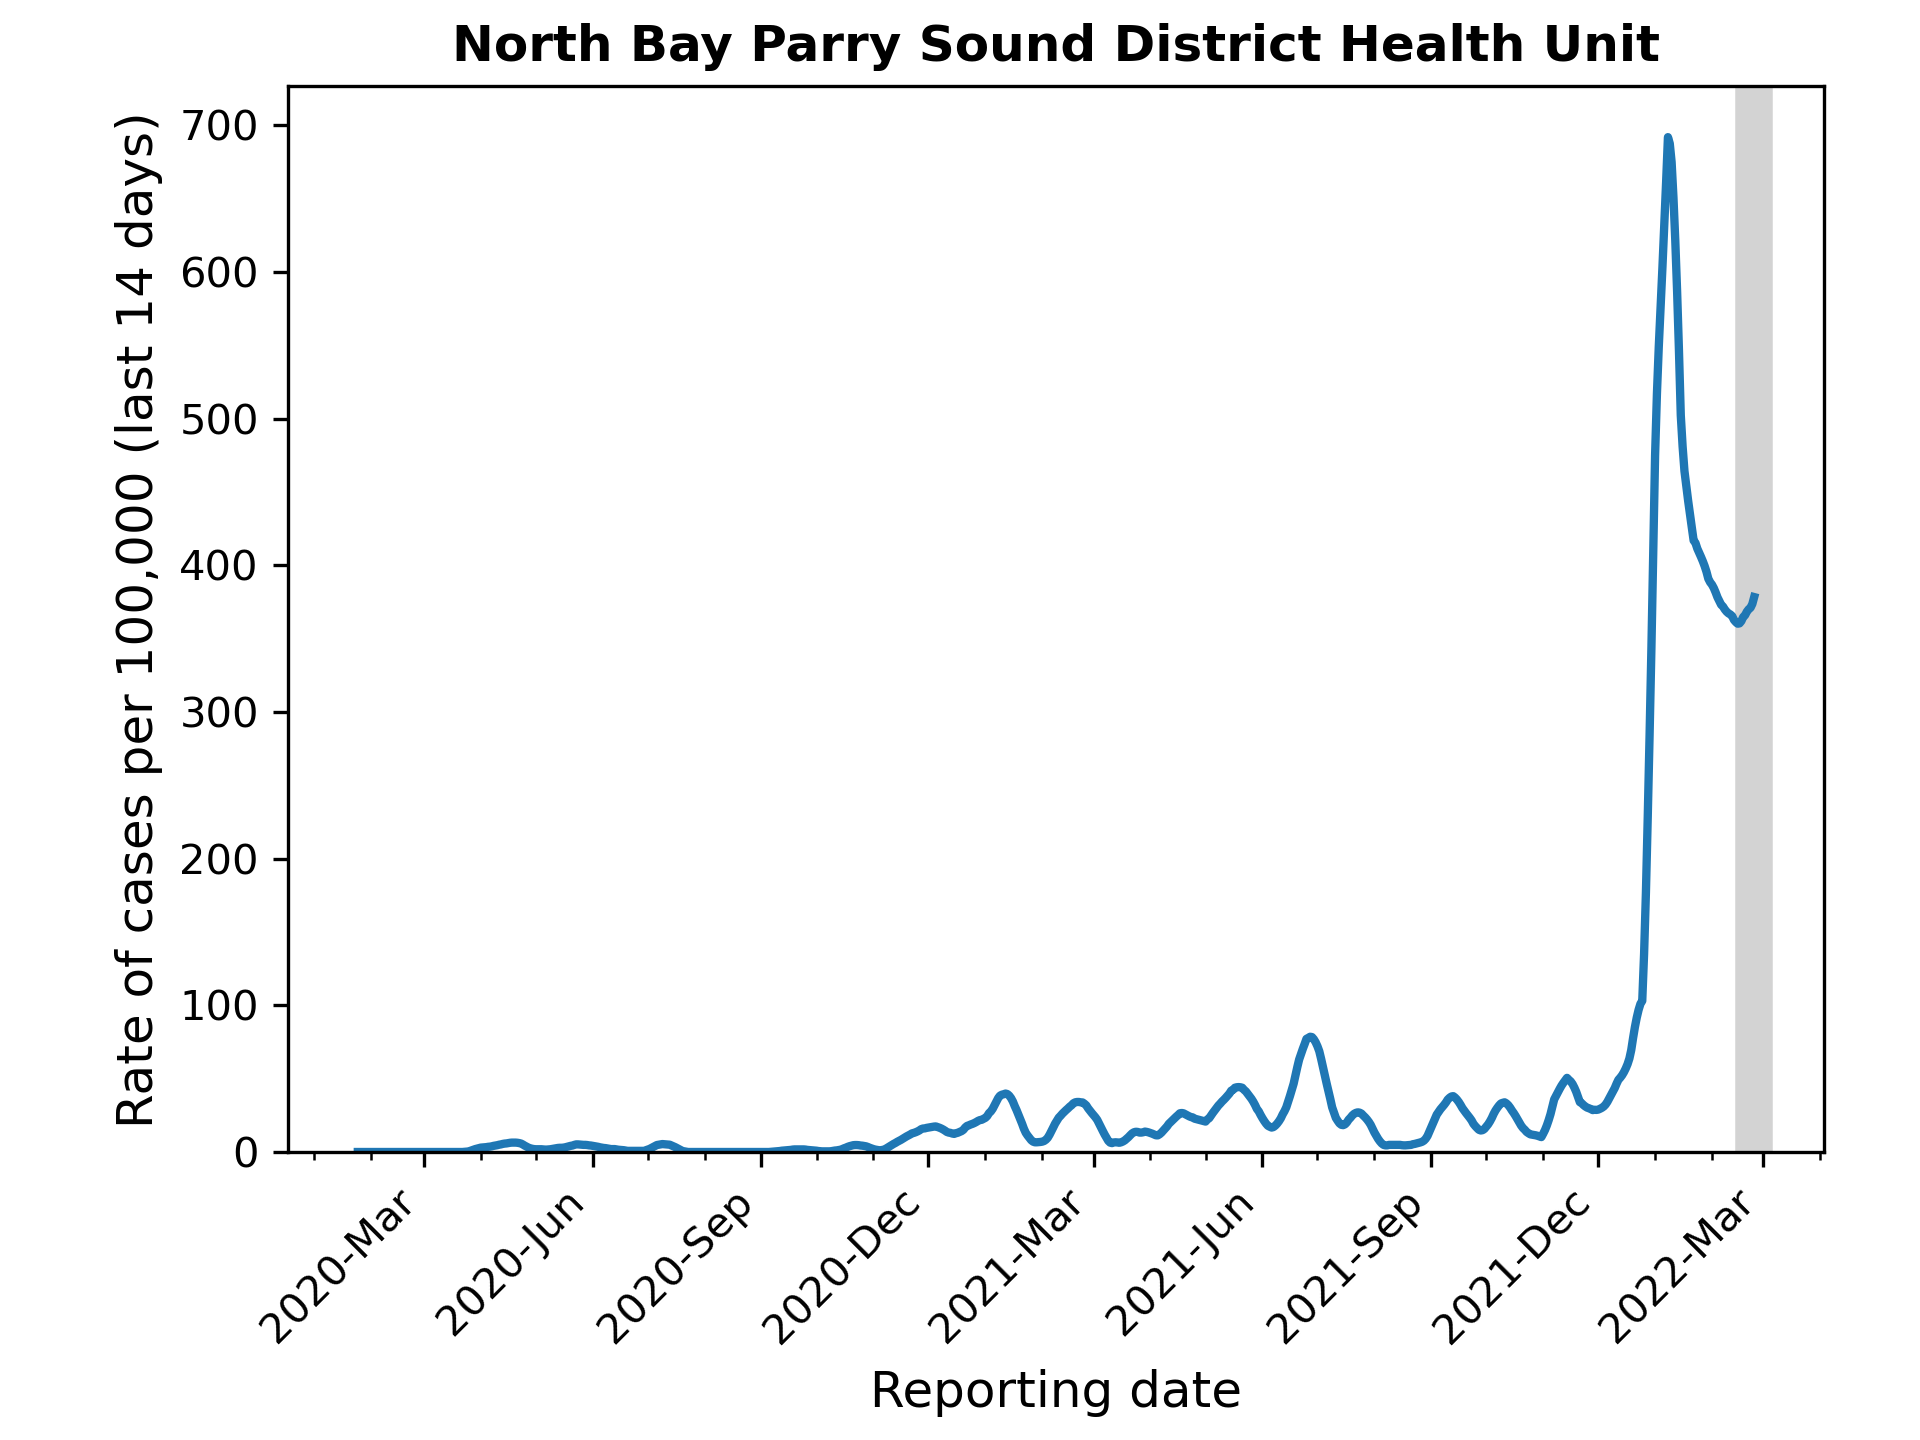 North Bay Parry Sound District Health Unit
Rate of cases per 100,000 (last 14 days)
700
600
500
400
300
200
100
0
2020-Mar
2020-Jun
2020-Sep
2020-Dec
2021-Mar
2021-Jun
2021-Sep
2021-Dec
2022-Mar
Reporting date